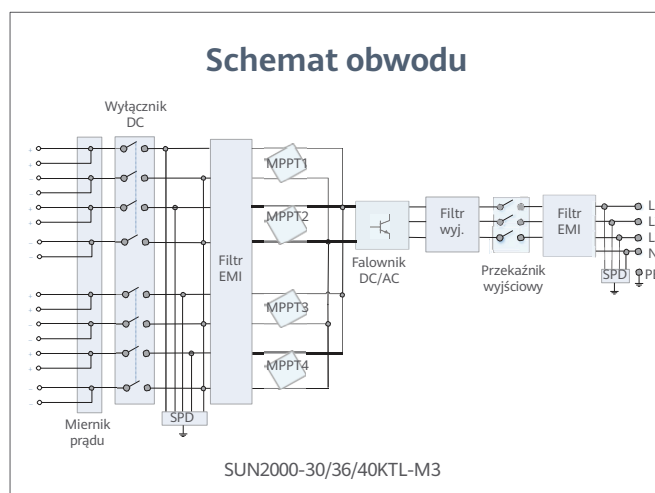 Schemat obwodu
Wyłącznik
DC
MPPT1
MPPT2
MPPT3
MPPT4
Filtr
EMI
Falownik
DC/AC
Filtr
wyj.
Przekaźnik
wyjściowy
Filtr
EMI
L
L
L
N
PE
SPD
SPD
Miernik
prądu
SUN2000-30/36/40KTL-M3